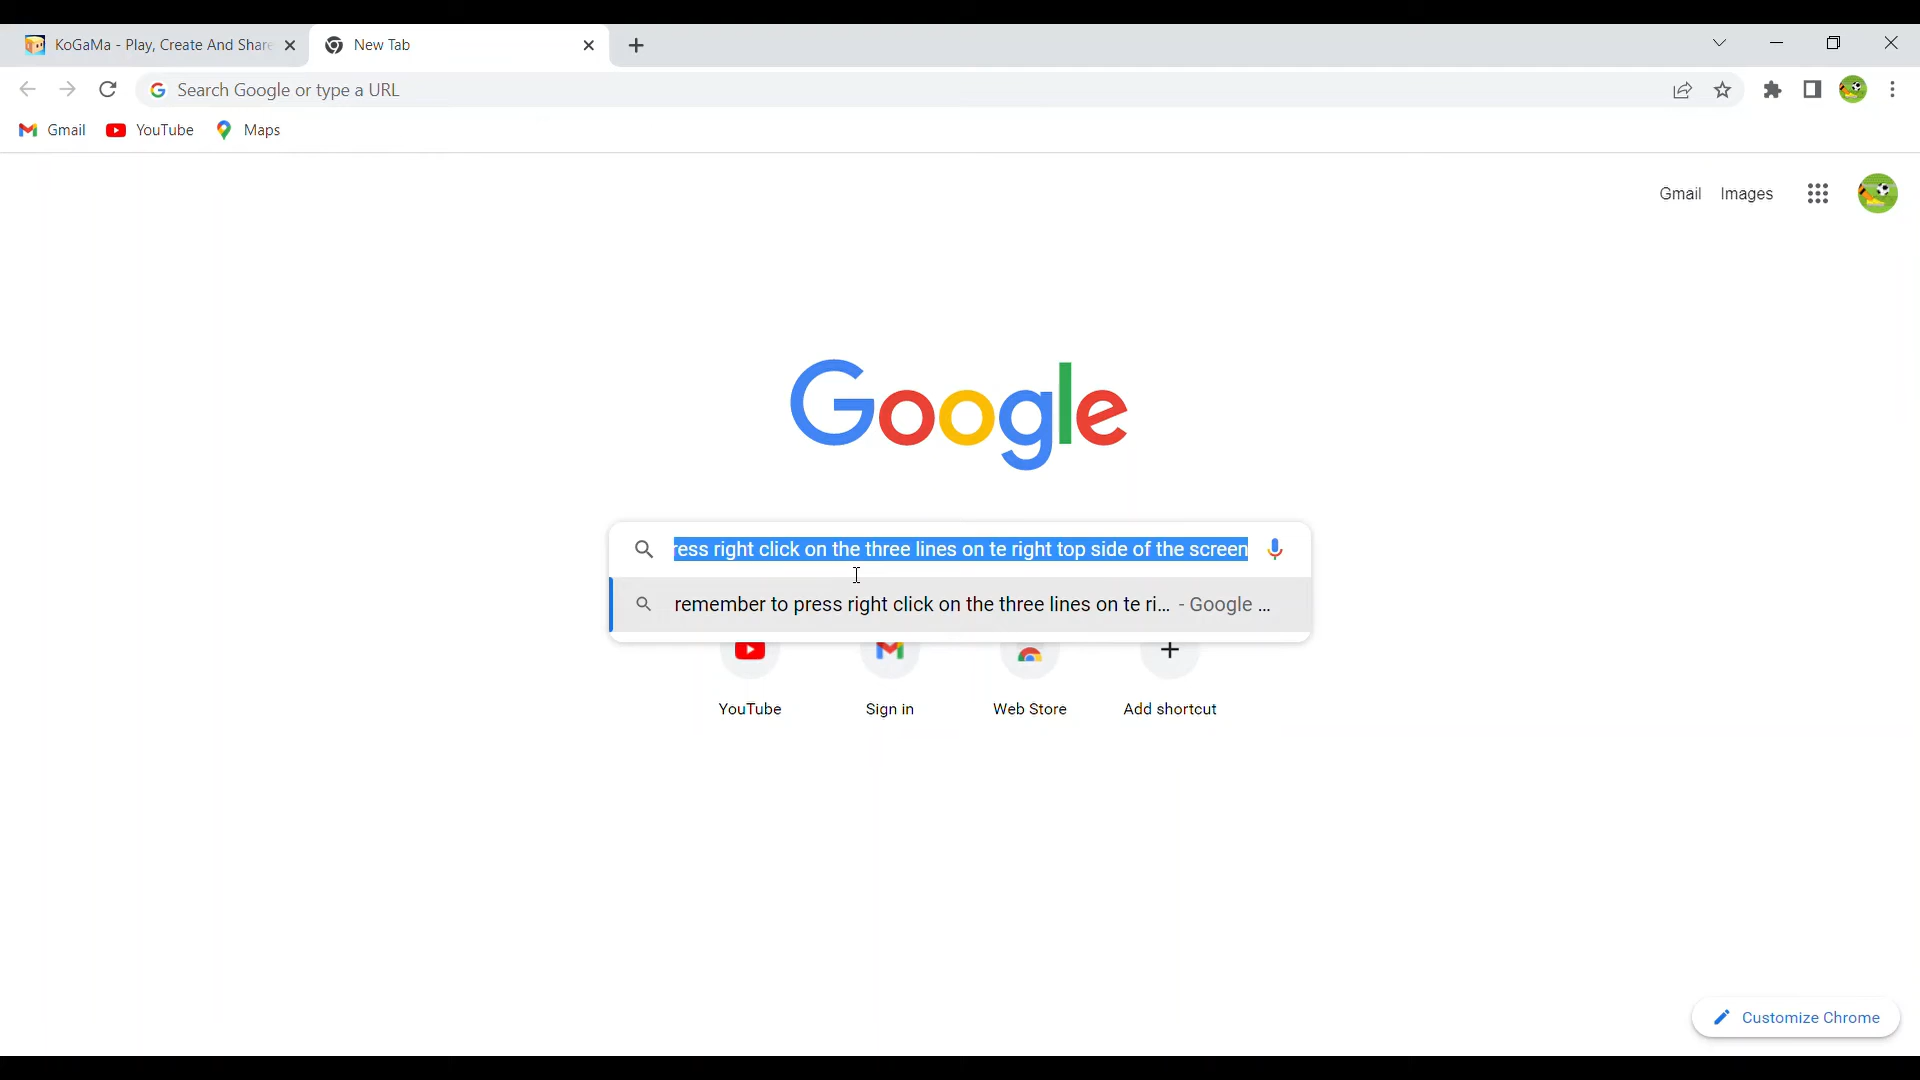 KoGaMa - Play, Create And Share
New Tab
Search Google or type a URL
Gmail
YouTube
Maps
Gmail
Images
Google
ress right click on the three lines on te right top side of the screen
remember to press right click on the three lines on te ri... - Google ...
YouTube
Sign in
Web Store
Add shortcut
Customize Chrome